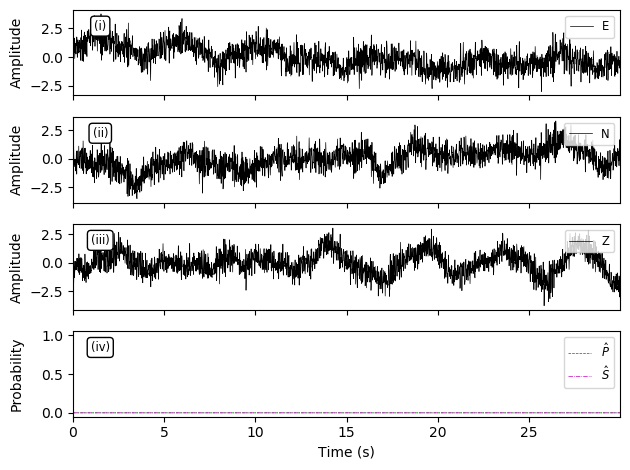 Amplitude
2.5
0.0
−2.5
(i)
E
Amplitude
2.5
0.0
−2.5
(ii)
N
Amplitude
2.5
0.0
−2.5
(iii)
Z
Probability
1.0
0.5
0.0
(iv)
P̂
Ŝ
0 5 10 15 20 25
Time (s)